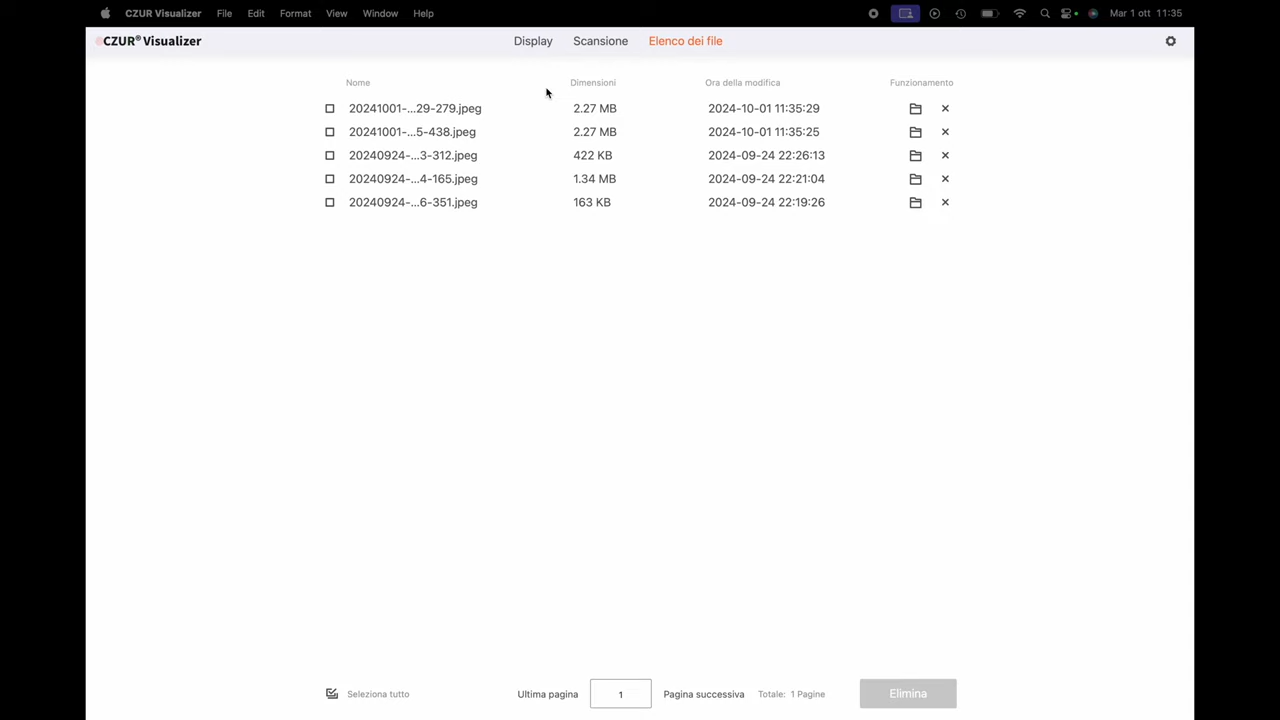 CZUR Visualizer File Edit Format View Window Help Mar 1 ott 11:35
CZUR® Visualizer Display Scansione Elenco dei file
Nome Dimensioni Ora della modifica Funzionamento
20241001-...29-279.jpeg 2.27 MB 2024-10-01 11:35:29
20241001-...5-438.jpeg 2.27 MB 2024-10-01 11:35:25
20240924-...3-312.jpeg 422 KB 2024-09-24 22:26:13
20240924-...4-165.jpeg 1.34 MB 2024-09-24 22:21:04
20240924-...6-351.jpeg 163 KB 2024-09-24 22:19:26
Seleziona tutto Ultima pagina 1 Pagina successiva Totale: 1 Pagine Elimina